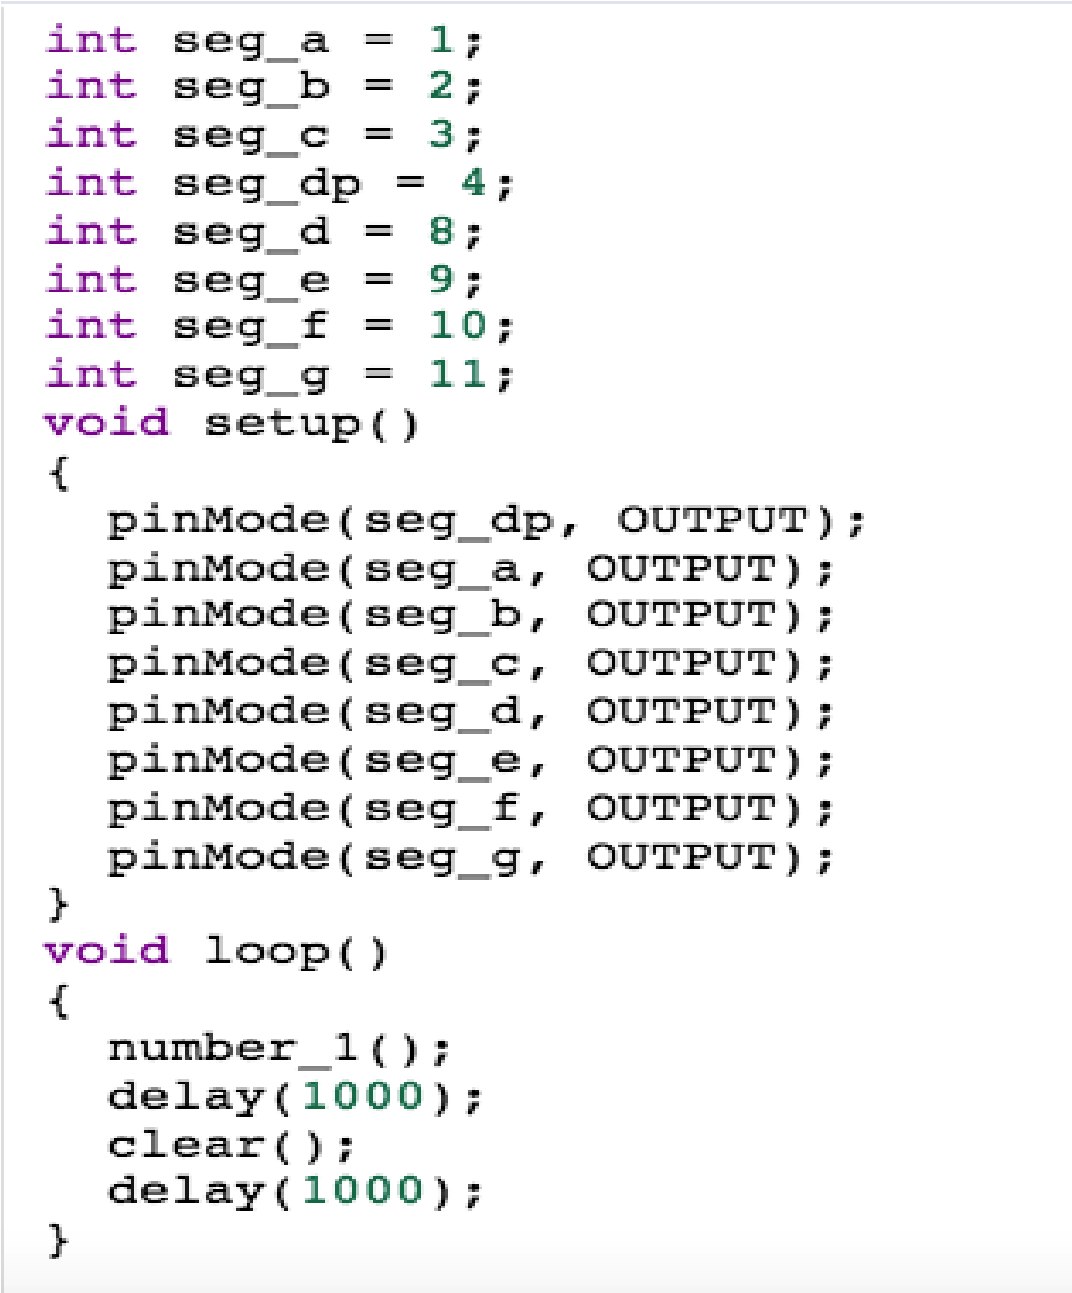 int seg_a = 1;
int seg_b = 2;
int seg_c = 3;
int seg_dp = 4;
int seg_d = 8;
int seg_e = 9;
int seg_f = 10;
int seg_g = 11;
void setup()
{
  pinMode(seg_dp, OUTPUT);
  pinMode(seg_a, OUTPUT);
  pinMode(seg_b, OUTPUT);
  pinMode(seg_c, OUTPUT);
  pinMode(seg_d, OUTPUT);
  pinMode(seg_e, OUTPUT);
  pinMode(seg_f, OUTPUT);
  pinMode(seg_g, OUTPUT);
}
void loop()
{
  number_1();
  delay(1000);
  clear();
  delay(1000);
}